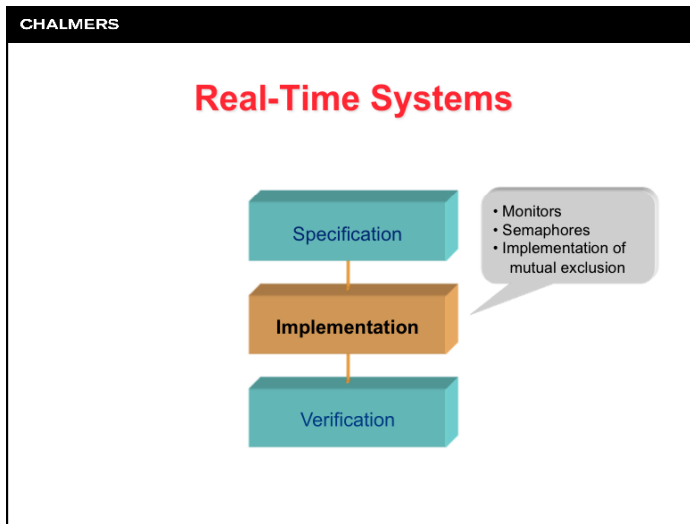 CHALMERS
Real-Time Systems
Specification
• Monitors
• Semaphores
• Implementation of
mutual exclusion
Implementation
Verification